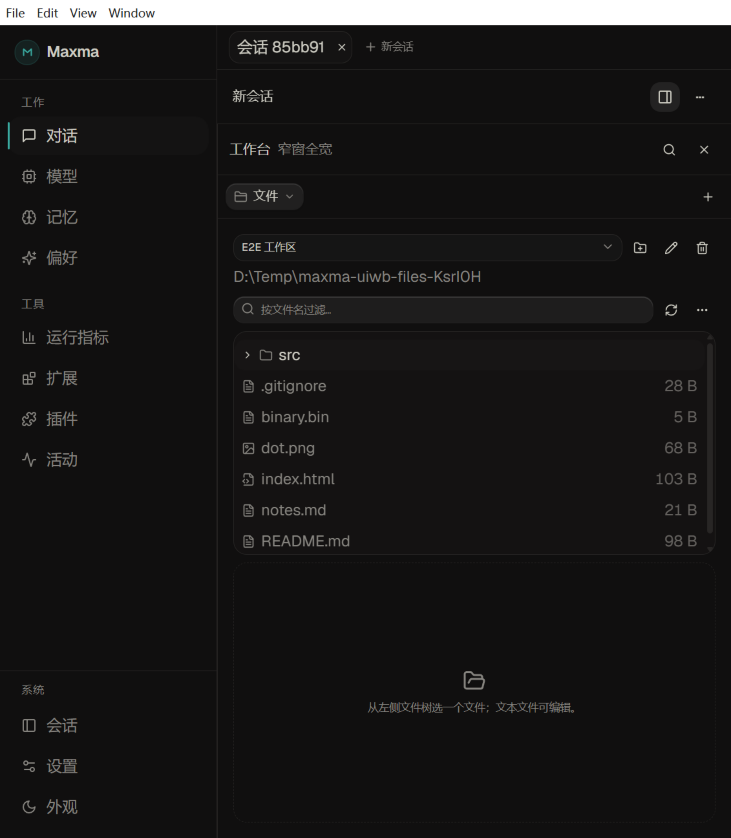 File Edit View Window
Maxma
会话 85bb91
新会话
工作
新会话
对话
工作台 窄窗全宽
模型
文件
记忆
E2E 工作区
偏好
D:\Temp\maxma-uiwb-files-KsrI0H
工具
按文件名过滤…
运行指标
src
扩展
.gitignore 28 B
插件
binary.bin 5 B
活动
dot.png 68 B
index.html 103 B
notes.md 21 B
README.md 98 B
从左侧文件树选一个文件；文本文件可编辑。
系统
会话
设置
外观